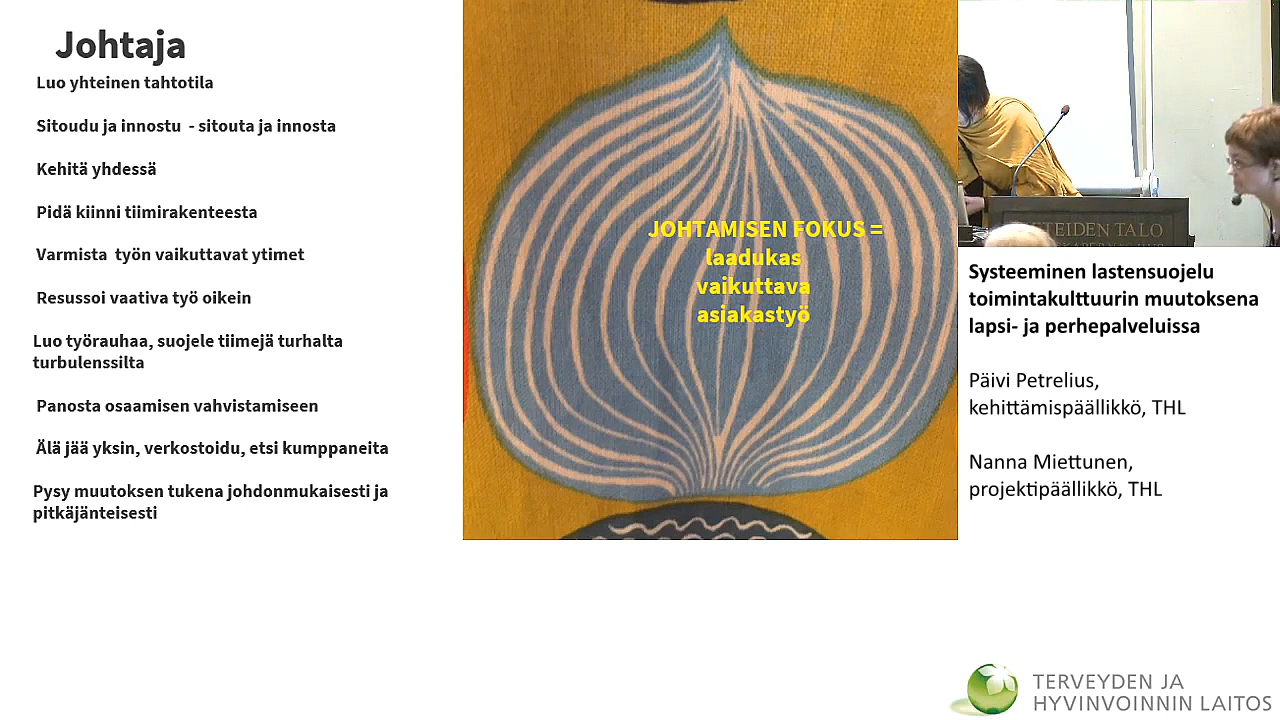 Johtaja
Luo yhteinen tahtotila
Sitoudu ja innostu - sitouta ja innosta
Kehitä yhdessä
Pidä kiinni tiimirakenteesta
Varmista työn vaikuttavat ytimet
Resussoi vaativa työ oikein
Luo työrauhaa, suojele tiimejä turhalta
turbulenssilta
Panosta osaamisen vahvistamiseen
Älä jää yksin, verkostoidu, etsi kumppaneita
Pysy muutoksen tukena johdonmukaisesti ja
pitkäjänteisesti
JOHTAMISEN FOKUS =
laadukas
vaikuttava
asiakastyö
TEIDEN TALO
Systeeminen lastensuojelu
toimintakulttuurin muutoksena
lapsi- ja perhepalveluissa
Päivi Petrelius,
kehittämispäällikkö, THL
Nanna Miettunen,
projektipäällikkö, THL
TERVEYDEN JA
HYVINVOINNIN LAITOS